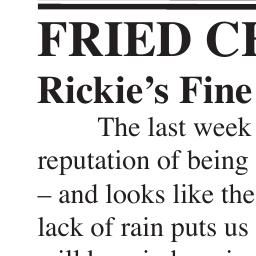 FRIED
Rickie's Fine
The last week
reputation of being
– and looks like the
lack of rain puts us